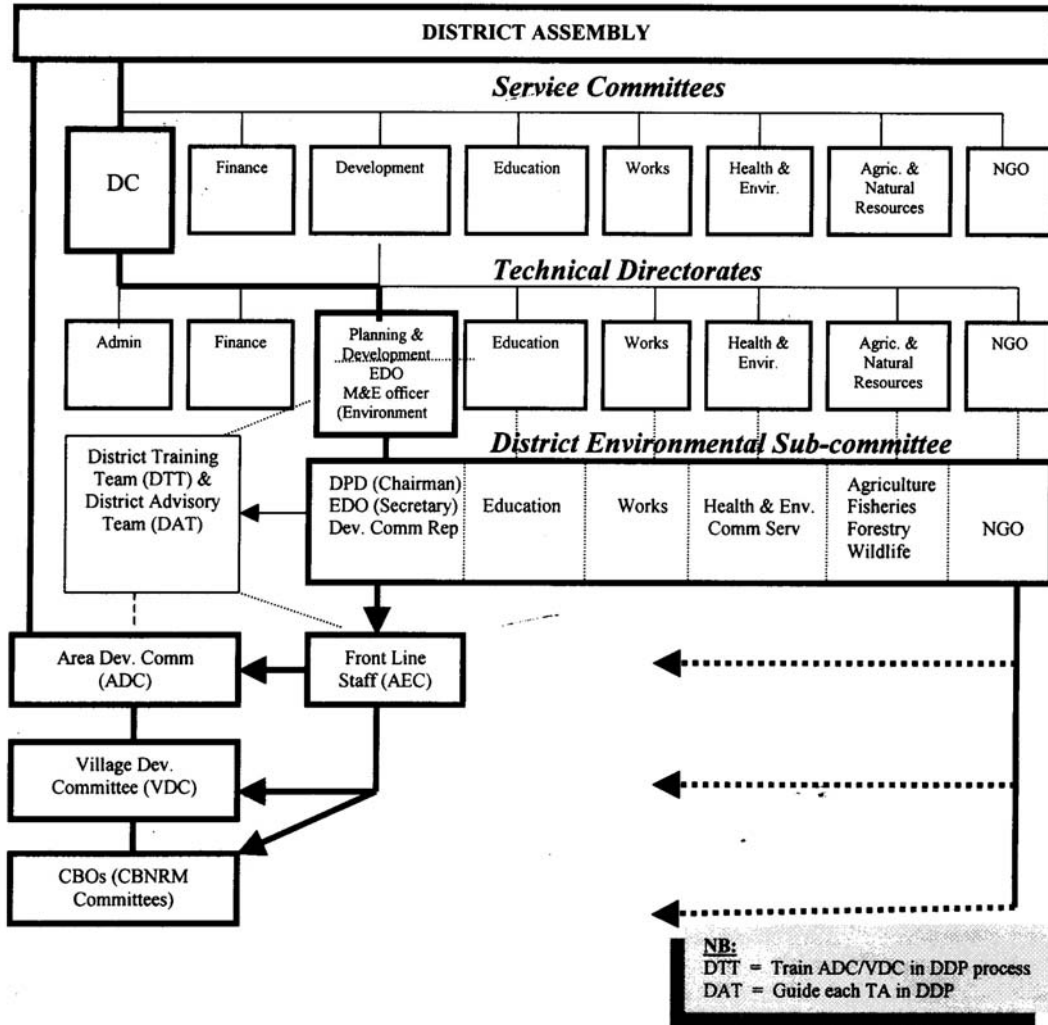 DISTRICT ASSEMBLY
Service Committees
DC
Finance
Development
Education
Works
Health &
Envir.
Agric. &
Natural
Resources
NGO
Technical Directorates
Admin
Finance
Planning &
Development
EDO
M&E officer
(Environment
Education
Works
Health &
Envir.
Agric. &
Natural
Resources
NGO
District Environmental Sub-committee
District Training
Team (DTT) &
District Advisory
Team (DAT)
DPD (Chairman)
EDO (Secretary)
Dev. Comm Rep
Education
Works
Health & Env.
Comm Serv
Agriculture
Fisheries
Forestry
Wildlife
NGO
Area Dev. Comm
(ADC)
Front Line
Staff (AEC)
Village Dev.
Committee (VDC)
CBOs (CBNRM
Committees)
NB:
DTT = Train ADC/VDC in DDP process
DAT = Guide each TA in DDP